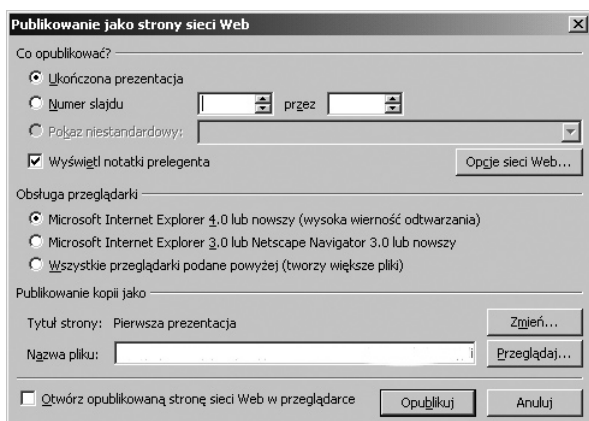 Publikowanie jako strony sieci Web
Co opublikować?
Ukończona prezentacja
Numer slajdu przez
Pokaz niestandardowy:
Wyświetl notatki prelegenta Opcje sieci Web...
Obsługa przeglądarki
Microsoft Internet Explorer 4.0 lub nowszy (wysoka wierność odtwarzania)
Microsoft Internet Explorer 3.0 lub Netscape Navigator 3.0 lub nowszy
Wszystkie przeglądarki podane powyżej (tworzy większe pliki)
Publikowanie kopii jako
Tytuł strony: Pierwsza prezentacja Zmień...
Nazwa pliku: Przeglądaj...
Otwórz opublikowaną stronę sieci Web w przeglądarce Opublikuj Anuluj